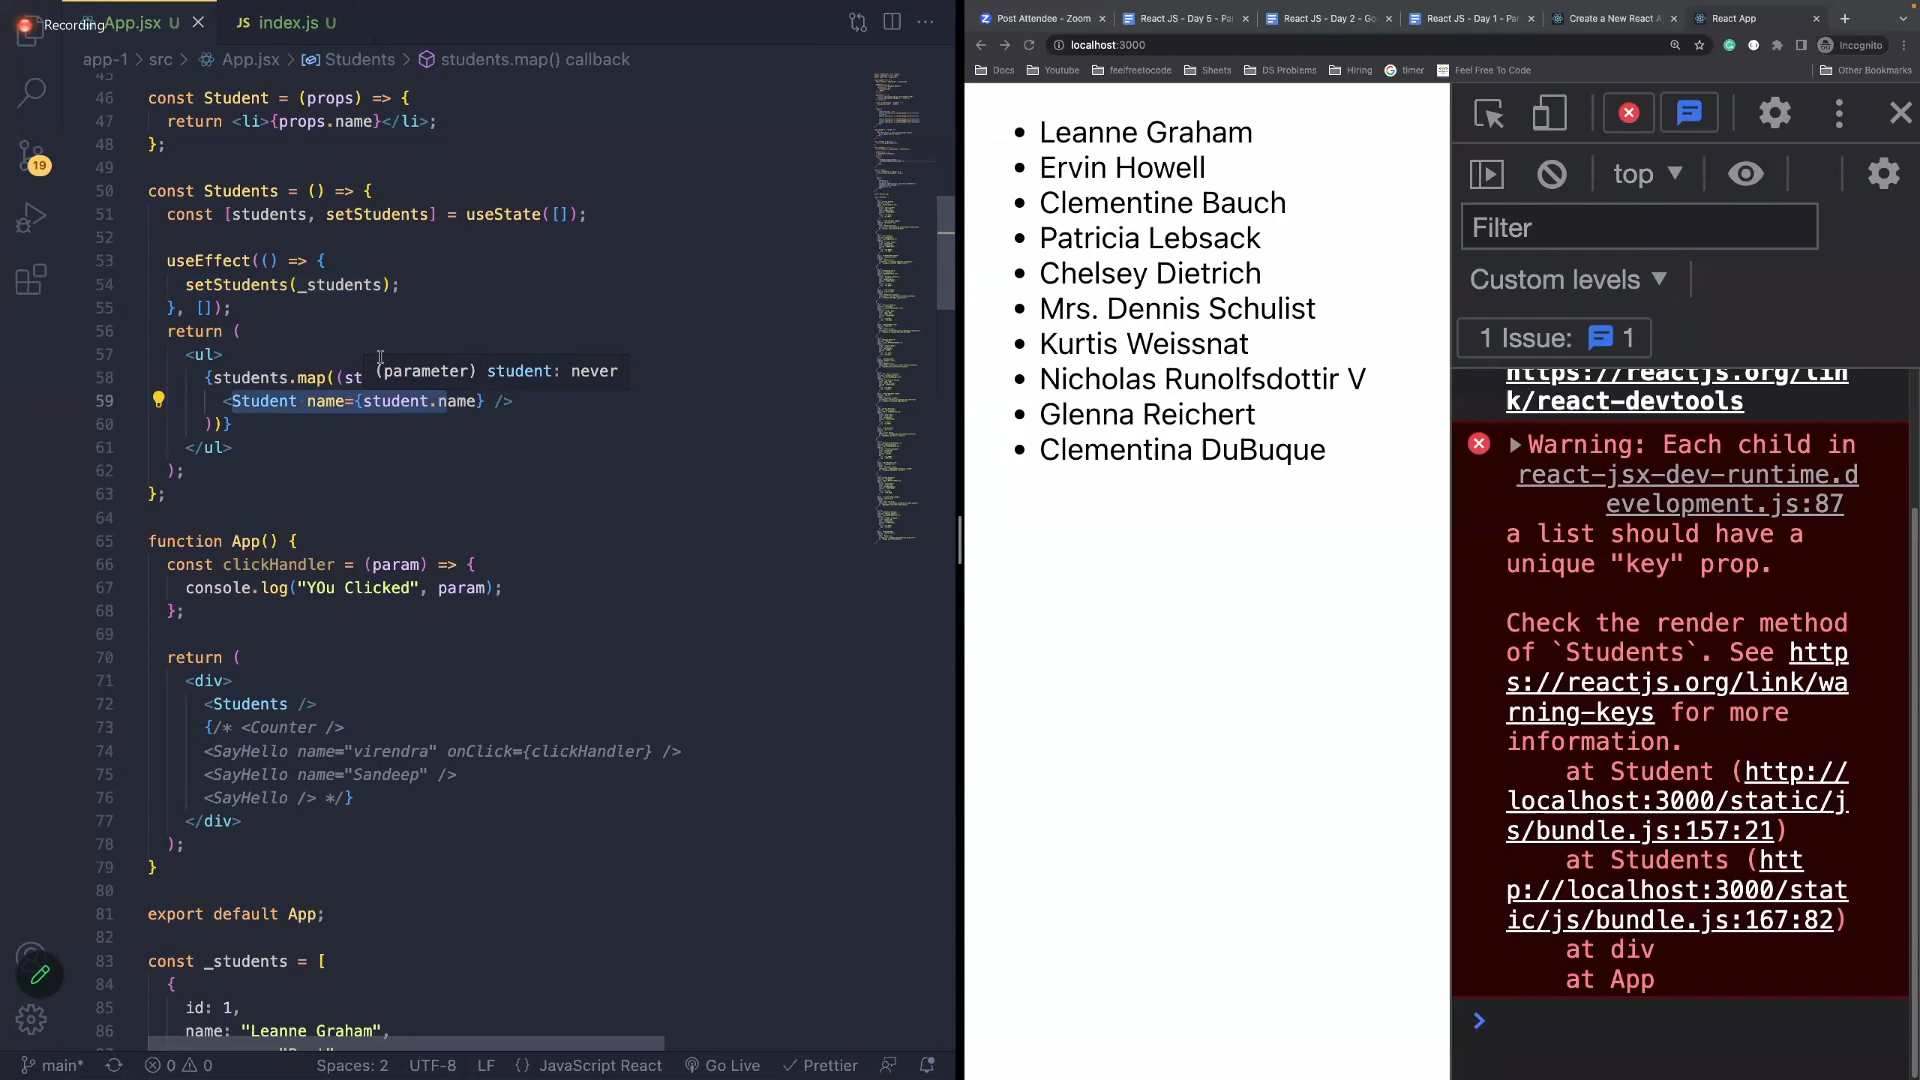 Recording
App.jsx U
JS index.js U
app-1 > src > App.jsx > Students > students.map() callback
45
46 const Student = (props) => {
47 return <li>{props.name}</li>;
48 };
49
50 const Students = () => {
51 const [students, setStudents] = useState([]);
52
53 useEffect(() => {
54 setStudents(_students);
55 }, []);
56 return (
57 <ul>
58 {students.map((st
(parameter) student: never
59 <Student name={student.name} />
60 ))}
61 </ul>
62 );
63 };
64
65 function App() {
66 const clickHandler = (param) => {
67 console.log("YOu Clicked", param);
68 };
69
70 return (
71 <div>
72 <Students />
73 {/* <Counter />
74 <SayHello name="virendra" onClick={clickHandler} />
75 <SayHello name="Sandeep" />
76 <SayHello /> */}
77 </div>
78 );
79 }
80
81 export default App;
82
83 const _students = [
84 {
85 id: 1,
86 name: "Leanne Graham",
87
19
main* 0 0 Spaces: 2 UTF-8 LF {} JavaScript React Go Live Prettier
Post Attendee - Zoom
React JS - Day 5 - Par
React JS - Day 2 - Go
React JS - Day 1 - Par
Create a New React A
React App
localhost:3000
Incognito
Docs Youtube feelfreetocode Sheets DS Problems Hiring timer Feel Free To Code Other Bookmarks
Leanne Graham
Ervin Howell
Clementine Bauch
Patricia Lebsack
Chelsey Dietrich
Mrs. Dennis Schulist
Kurtis Weissnat
Nicholas Runolfsdottir V
Glenna Reichert
Clementina DuBuque
top
Filter
Custom levels
1 Issue: 1
https://reactjs.org/lin
k/react-devtools
Warning: Each child in
react-jsx-dev-runtime.d
evelopment.js:87
a list should have a
unique "key" prop.
Check the render method
of `Students`. See http
s://reactjs.org/link/wa
rning-keys for more
information.
at Student (http://
localhost:3000/static/j
s/bundle.js:157:21)
at Students (htt
p://localhost:3000/stat
ic/js/bundle.js:167:82)
at div
at App